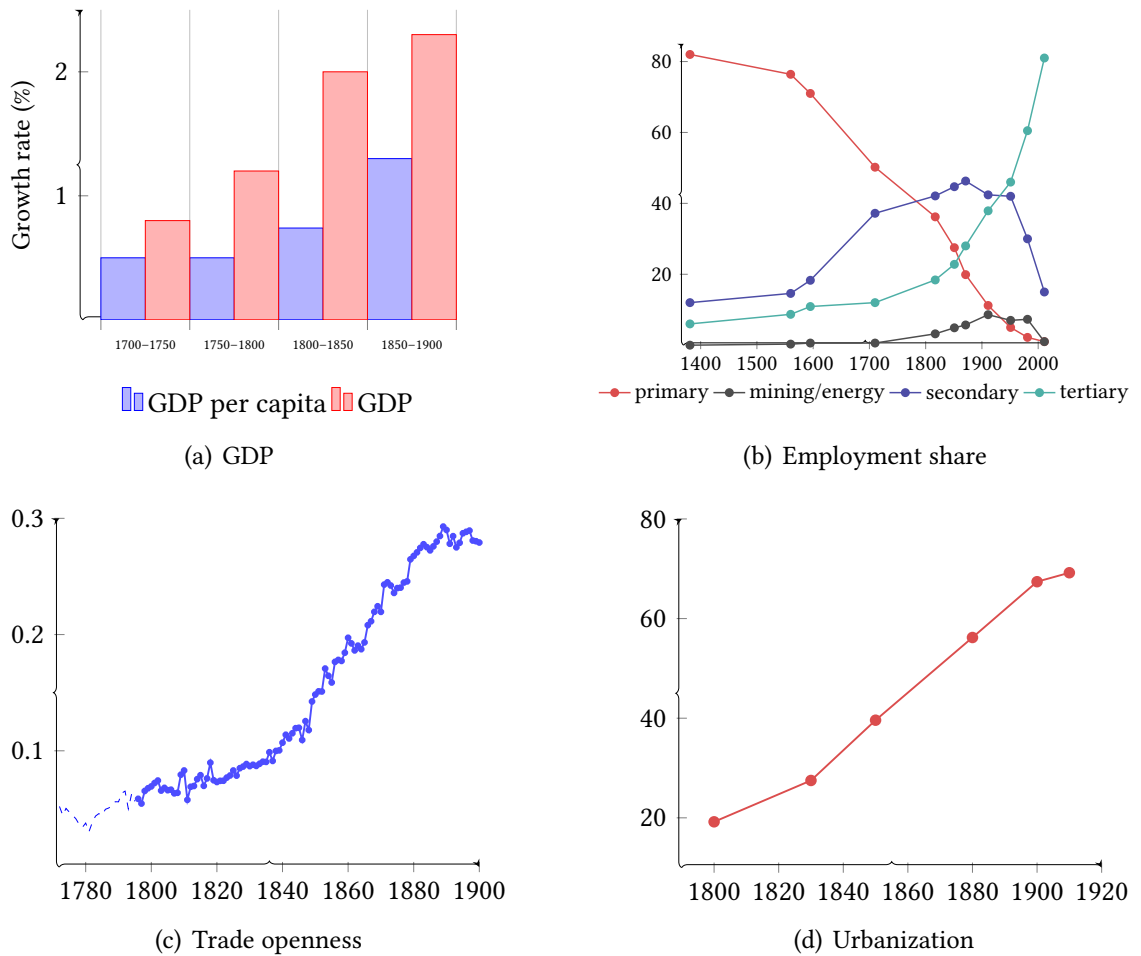 Growth rate (%)
2
1
1700–1750 1750–1800 1800–1850 1850–1900
GDP per capita GDP
(a) GDP
80
60
40
20
1400 1500 1600 1700 1800 1900 2000
primary mining/energy secondary tertiary
(b) Employment share
0.3
0.2
0.1
1780 1800 1820 1840 1860 1880 1900
(c) Trade openness
80
60
40
20
1800 1820 1840 1860 1880 1900 1920
(d) Urbanization